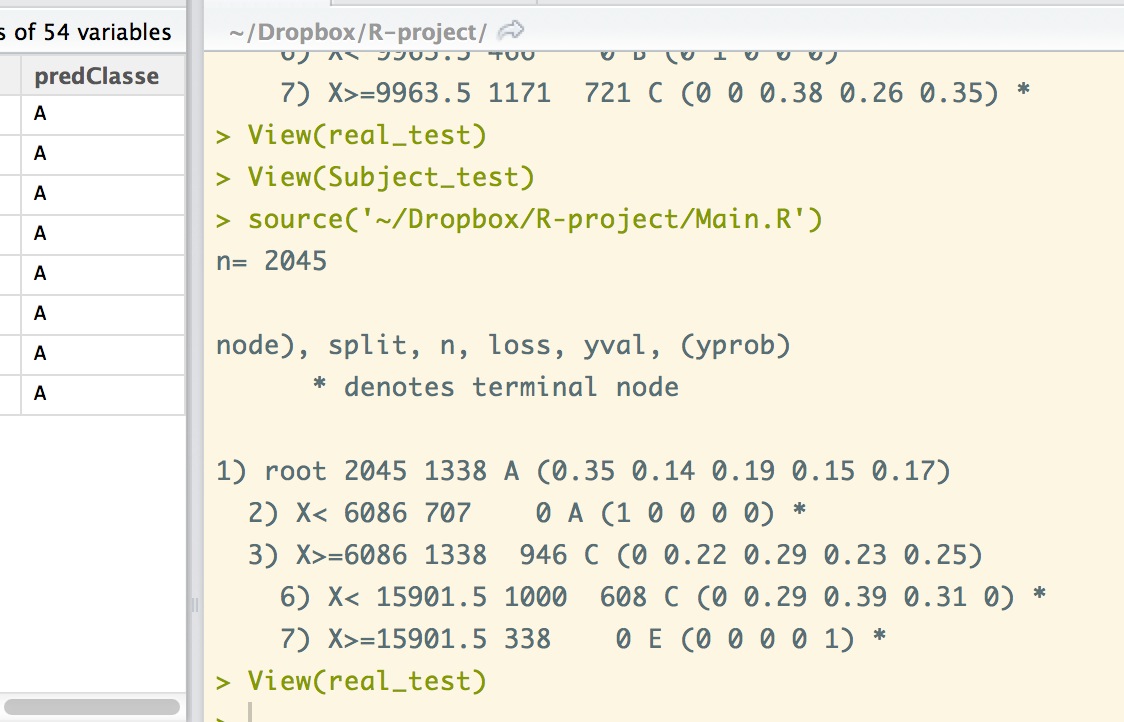 s of 54 variables
predClasse
A
A
A
A
A
A
A
A
~/Dropbox/R-project/
6) X< 9963.5 466 0 B (0 1 0 0 0)
7) X>=9963.5 1171 721 C (0 0 0.38 0.26 0.35) *
> View(real_test)
> View(Subject_test)
> source('~/Dropbox/R-project/Main.R')
n= 2045
node), split, n, loss, yval, (yprob)
* denotes terminal node
1) root 2045 1338 A (0.35 0.14 0.19 0.15 0.17)
2) X< 6086 707 0 A (1 0 0 0 0) *
3) X>=6086 1338 946 C (0 0.22 0.29 0.23 0.25)
6) X< 15901.5 1000 608 C (0 0.29 0.39 0.31 0) *
7) X>=15901.5 338 0 E (0 0 0 0 1) *
> View(real_test)
>